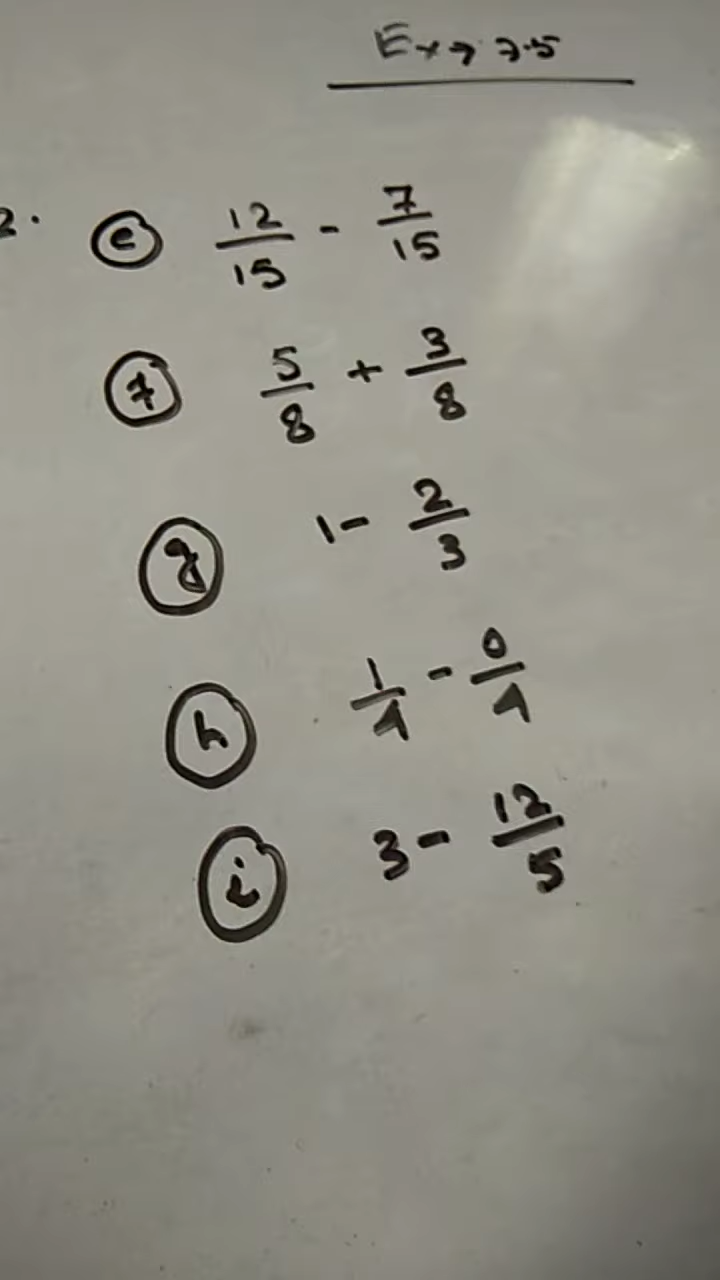 Ex → 7.5
2. (e) 12/15 - 7/15
(f) 5/8 + 3/8
(g) 1 - 2/3
(h) 1/4 - 0/4
(i) 3 - 12/5